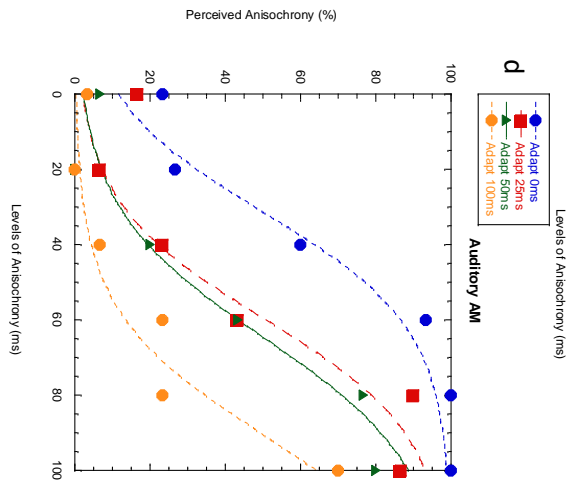 Perceived Anisochrony (%)
0
20
40
60
80
100
d
Adapt 0ms
Adapt 25ms
Adapt 50ms
Adapt 100ms
Levels of Anisochrony (ms)
Auditory AM
0
20
40
60
80
100
Levels of Anisochrony (ms)